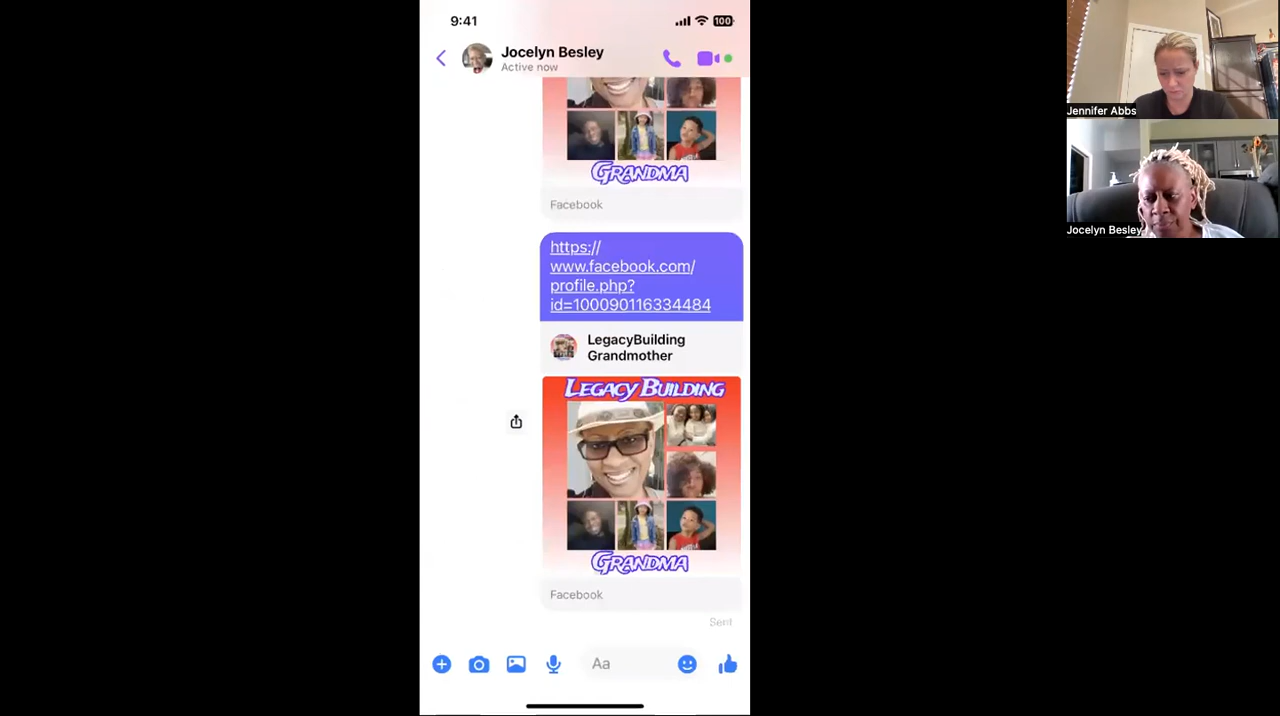 9:41
100
Jocelyn Besley
Active now
GRANDMA
Facebook
https://
www.facebook.com/
profile.php?
id=100090116334484
LegacyBuilding
Grandmother
LEGACY BUILDING
GRANDMA
Facebook
Sent
Aa
Jennifer Abbs
Jocelyn Besley